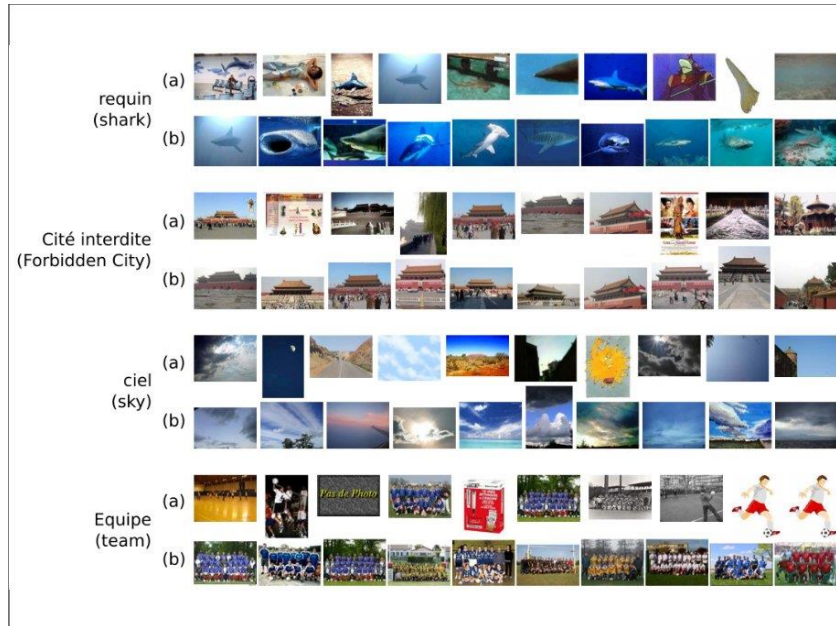 (a)
requin
(shark)
(b)
(a)
Cité interdite
(Forbidden City)
(b)
(a)
ciel
(sky)
(b)
(a)
Pas de Photo
Equipe
(team)
(b)